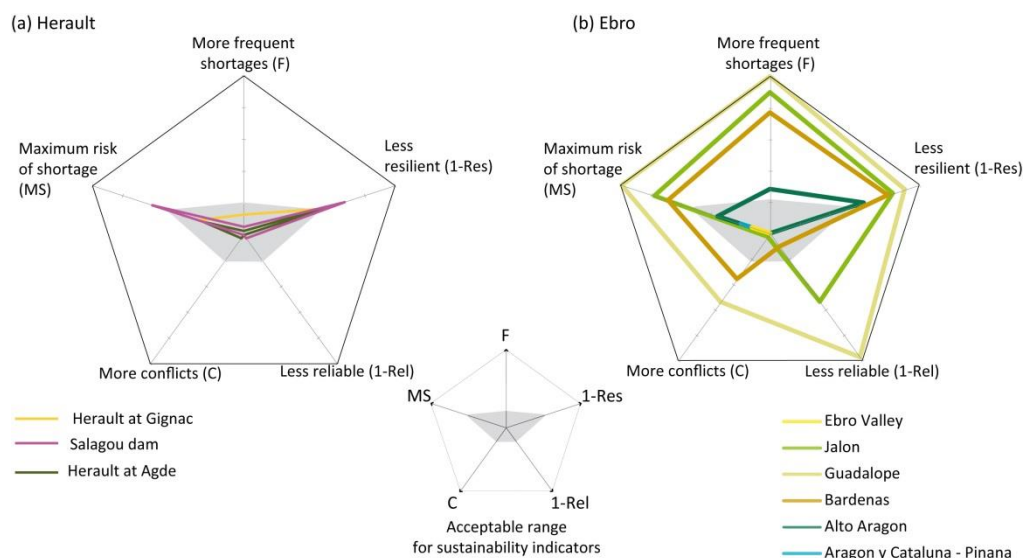 (a) Herault
(b) Ebro
More frequent
shortages (F)
More frequent
shortages (F)
Maximum risk
of shortage
(MS)
Less
resilient (1-Res)
Maximum risk
of shortage
(MS)
Less
resilient (1-Res)
More conflicts (C)
Less reliable (1-Rel)
More conflicts (C)
Less reliable (1-Rel)
F
MS
1-Res
C
1-Rel
Acceptable range
for sustainability indicators
Herault at Gignac
Salagou dam
Herault at Agde
Ebro Valley
Jalon
Guadalope
Bardenas
Alto Aragon
Aragon y Cataluna - Pinana